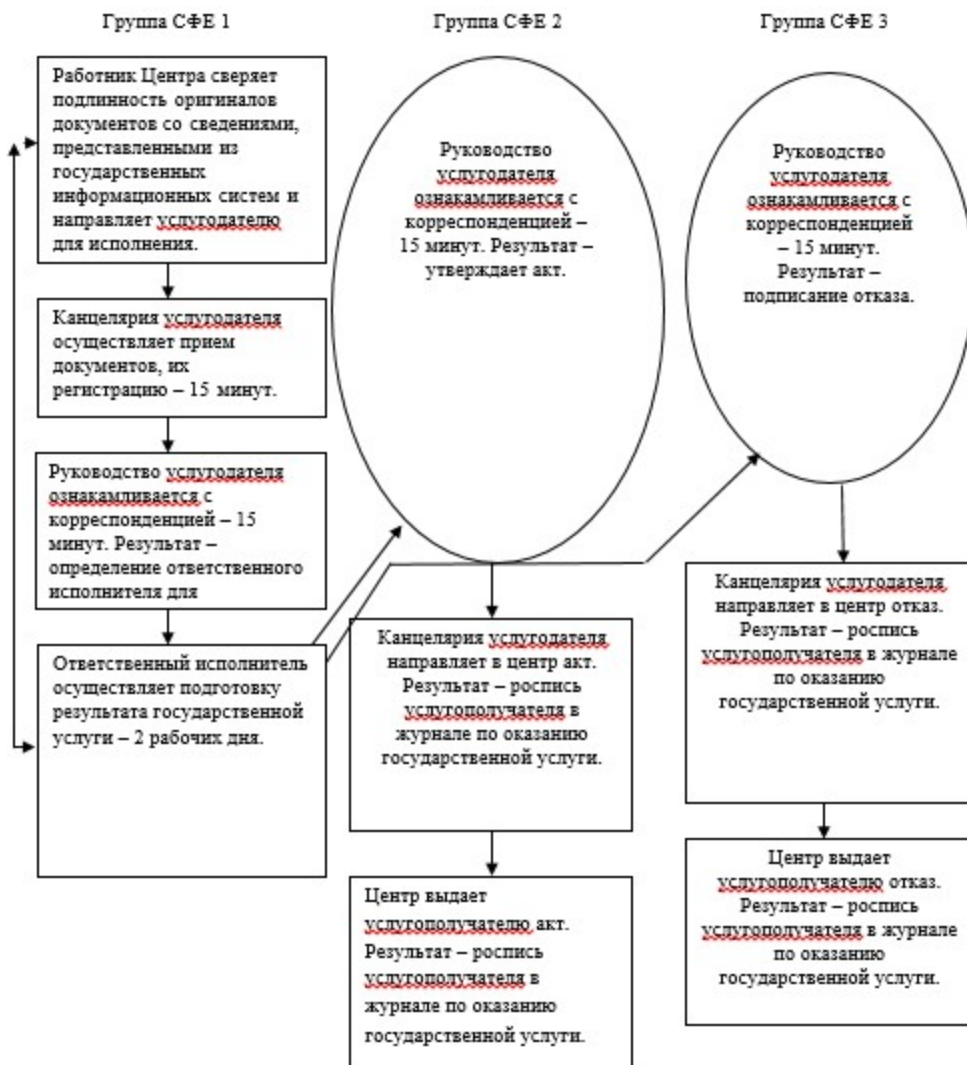 Группа СФЕ 1
Работник Центра сверяет
подлинность оригиналов
документов со сведениями,
представленными из
государственных
информационных систем и
направляет услугодателю
для исполнения.
Канцелярия услугодателя
осуществляет прием
документов, их
регистрацию – 15 минут.
Руководство услугодателя
ознакамливается с
корреспонденцией – 15
минут. Результат –
определение ответственного
исполнителя для
Ответственный исполнитель
осуществляет подготовку
результата государственной
услуги – 2 рабочих дня.
Группа СФЕ 2
Руководство
услугодателя
ознакамливается с
корреспонденцией –
15 минут. Результат –
утверждает акт.
Канцелярия услугодателя
направляет в центр акт.
Результат – роспись
услугополучателя в
журнале по оказанию
государственной услуги.
Центр выдает
услугополучателю акт.
Результат – роспись
услугополучателя в
журнале по оказанию
государственной услуги.
Группа СФЕ 3
Руководство
услугодателя
ознакамливается с
корреспонденцией
– 15 минут.
Результат –
подписание отказа.
Канцелярия услугодателя
направляет в центр отказ.
Результат – роспись
услугополучателя в журнале
по оказанию
государственной услуги.
Центр выдает
услугополучателю отказ.
Результат – роспись
услугополучателя в журнале
по оказанию
государственной услуги.